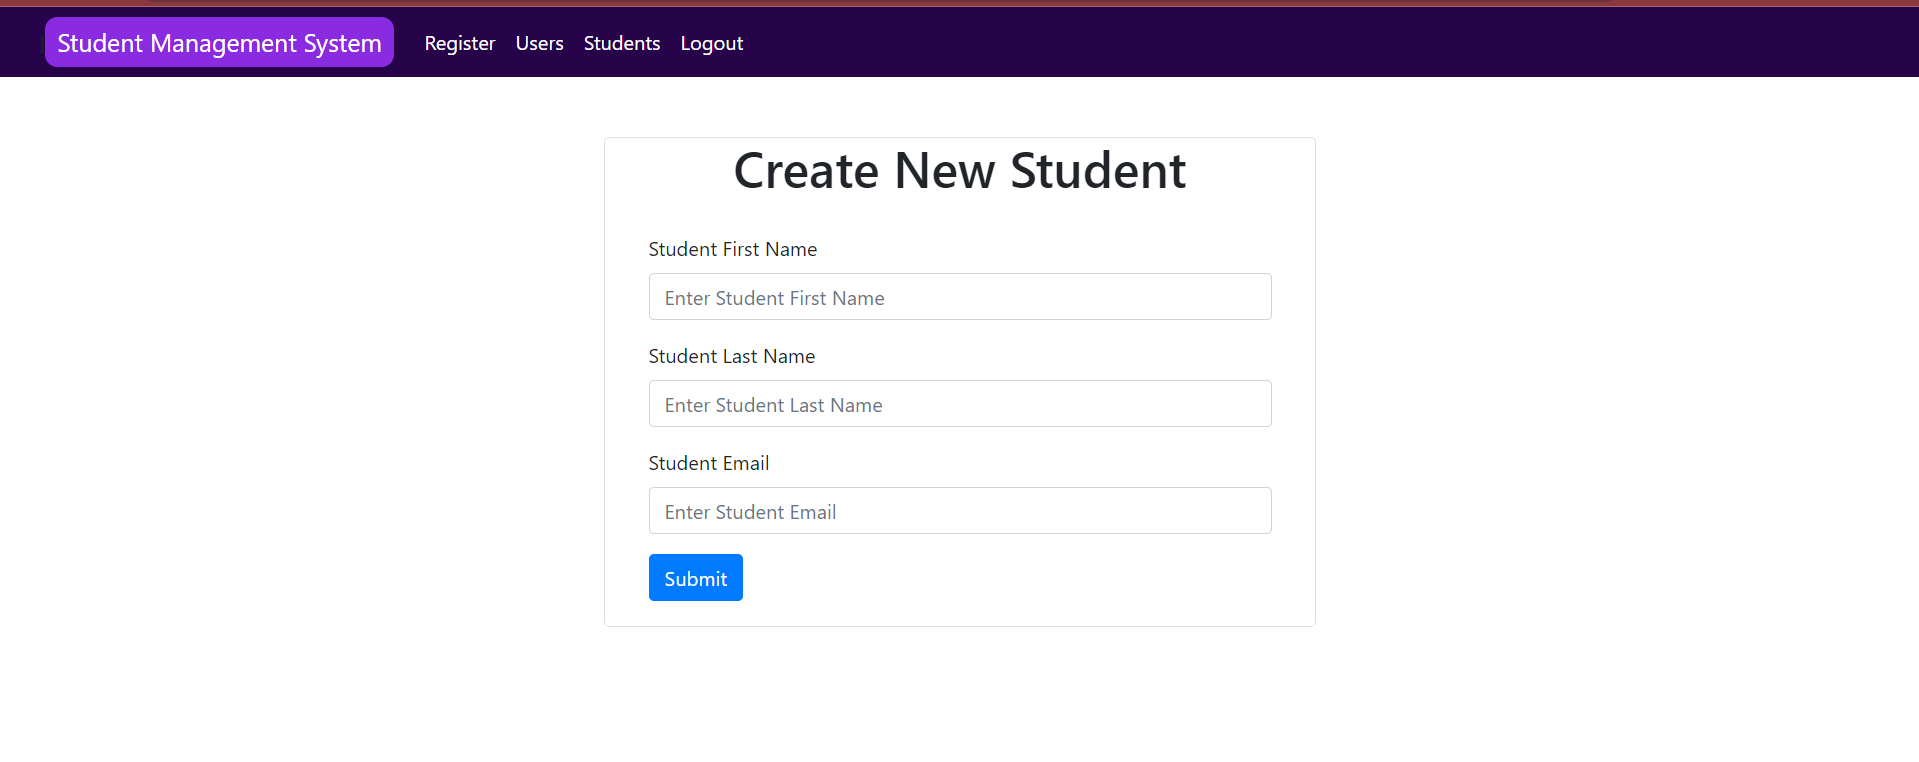 Student Management System Register Users Students Logout
Create New Student
Student First Name
Enter Student First Name
Student Last Name
Enter Student Last Name
Student Email
Enter Student Email
Submit